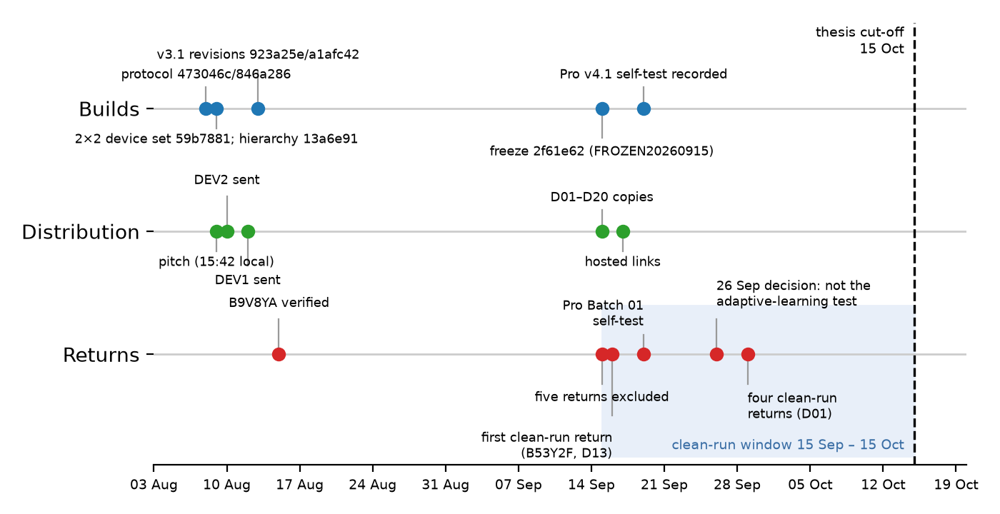 thesis cut-off
15 Oct
v3.1 revisions 923a25e/a1afc42
protocol 473046c/846a286
Pro v4.1 self-test recorded
Builds
2×2 device set 59b7881; hierarchy 13a6e91
freeze 2f61e62 (FROZEN20260915)
DEV2 sent
D01–D20 copies
Distribution
pitch (15:42 local)
hosted links
DEV1 sent
26 Sep decision: not the
adaptive-learning test
B9V8YA verified
Pro Batch 01
self-test
Returns
five returns excluded
four clean-run
returns (D01)
first clean-run return
(B53Y2F, D13)
clean-run window 15 Sep – 15 Oct
03 Aug
10 Aug
17 Aug
24 Aug
31 Aug
07 Sep
14 Sep
21 Sep
28 Sep
05 Oct
12 Oct
19 Oct